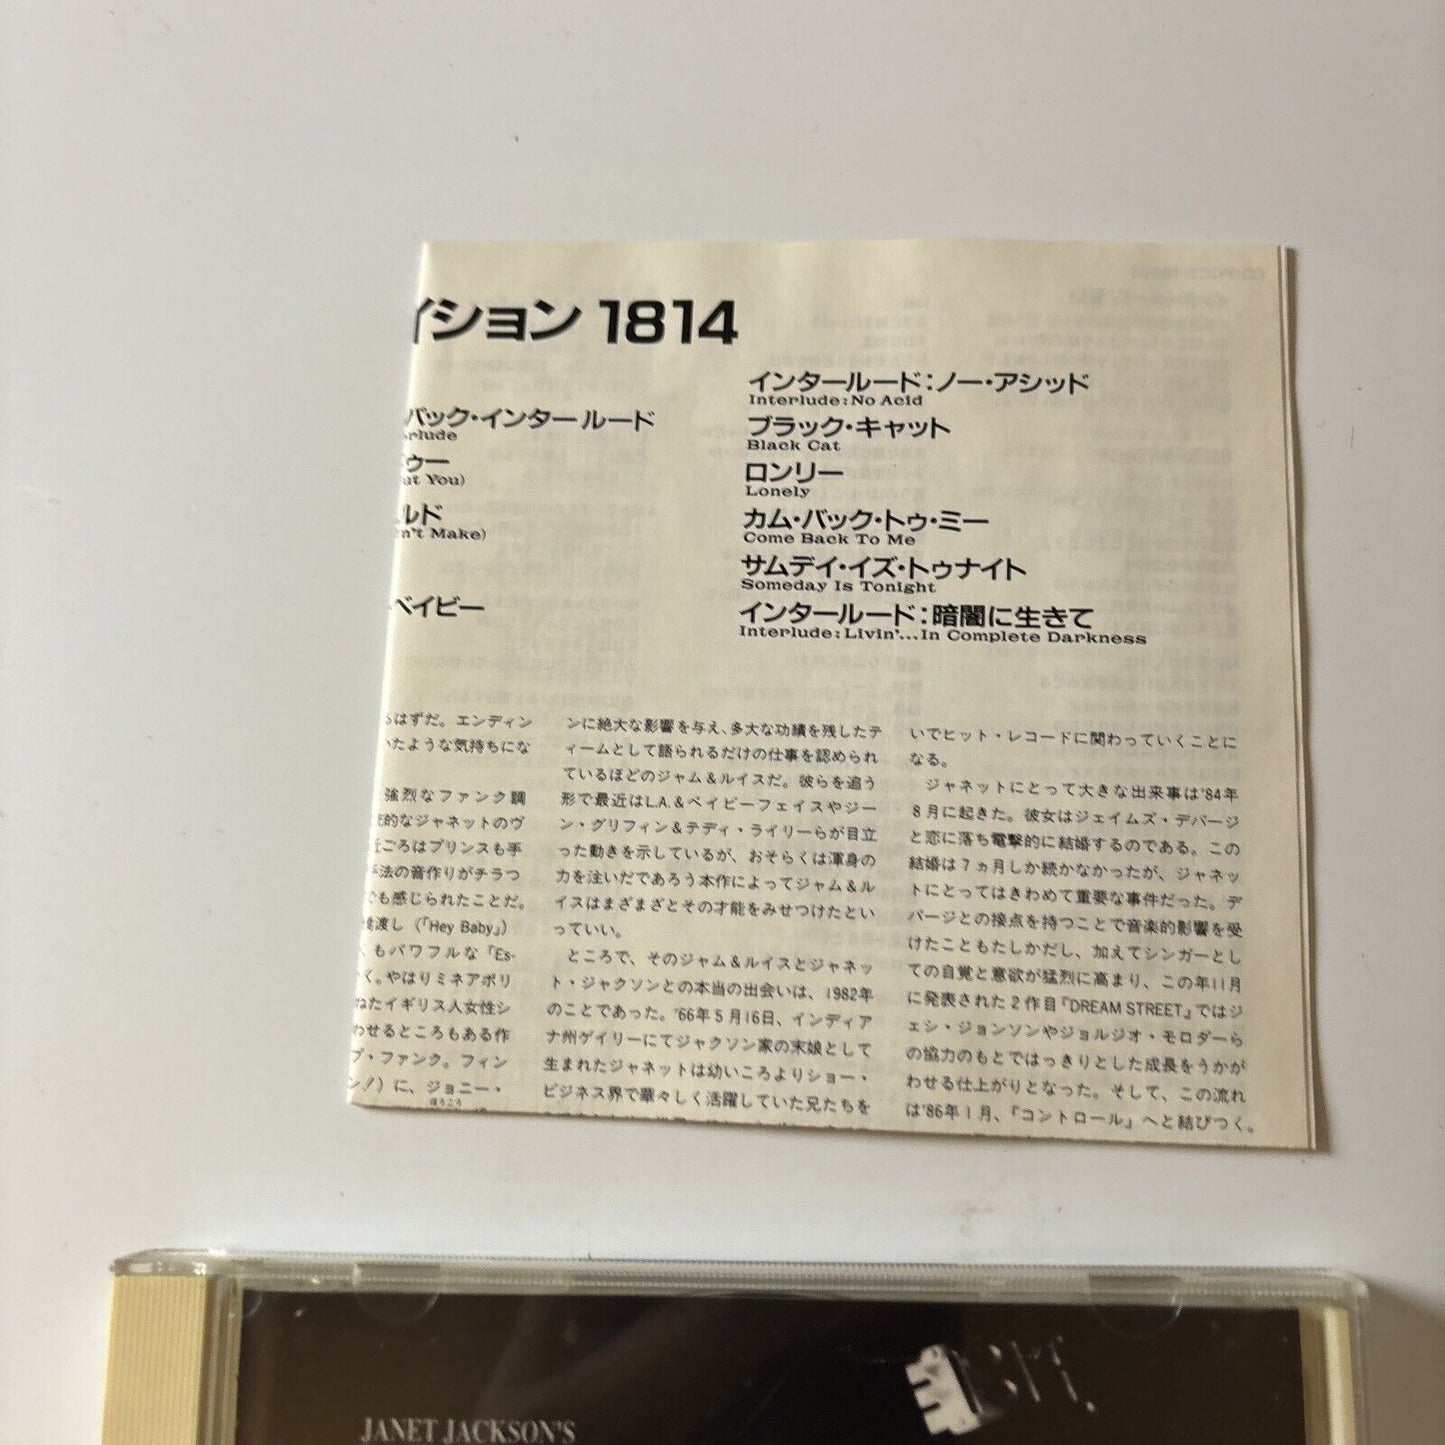 イション 1814
バック・インタールード
rlude
ゥー
ut You)
ルド
n't Make)
ベイビー
インタールード:ノー・アシッド
Interlude:No Acid
ブラック・キャット
Black Cat
ロンリー
Lonely
カム・バック・トゥ・ミー
Come Back To Me
サムデイ・イズ・トゥナイト
Someday Is Tonight
インタールード:暗闇に生きて
Interlude:Livin'...In Complete Darkness
はずだ。エンディン
たような気持ちにな
強烈なファンク調
的なジャネットのヴ
ごろはプリンスも手
法の音作りがチラつ
も感じられたことだ。
渡し(『Hey Baby』)
もパワフルな『Es-
く。やはりミネアポリ
ねたイギリス人女性シ
わせるところもある作
プ・ファンク。フィン
ン!)に、ジョニー・
ほうころ
ンに絶大な影響を与え、多大な功績を残したテ
ィームとして語られるだけの仕事を認められ
ているほどのジャム&ルイスだ。彼らを追う
形で最近はL.A.&ベイビーフェイスやジー
ン・グリフィン&テディ・ライリーらが目立
った動きを示しているが、おそらくは渾身の
力を注いだであろう本作によってジャム&ル
イスはまざまざとその才能をみせつけたとい
っていい。
ところで、そのジャム&ルイスとジャネッ
ト・ジャクソンとの本当の出会いは、1982年
のことであった。'66年5月16日、インディア
ナ州ゲイリーにてジャクソン家の末娘として
生まれたジャネットは幼いころよりショー・
ビジネス界で華々しく活躍していた兄たちを
いでヒット・レコードに関わっていくことに
なる。
ジャネットにとって大きな出来事は'84年
8月に起きた。彼女はジェイムズ・デバージ
と恋に落ち電撃的に結婚するのである。この
結婚は7ヵ月しか続かなかったが、ジャネッ
トにとってはきわめて重要な事件だった。デ
バージとの接点を持つことで音楽的影響を受
けたこともたしかだし、加えてシンガーとし
ての自覚と意欲が猛烈に高まり、この年11月
に発表された2作目『DREAM STREET』ではジ
ェシ・ジョンソンやジョルジオ・モロダーら
の協力のもとではっきりとした成長をうかが
わせる仕上がりとなった。そして、この流れ
は'86年1月、『コントロール』へと結びつく。
JANET JACKSON'S